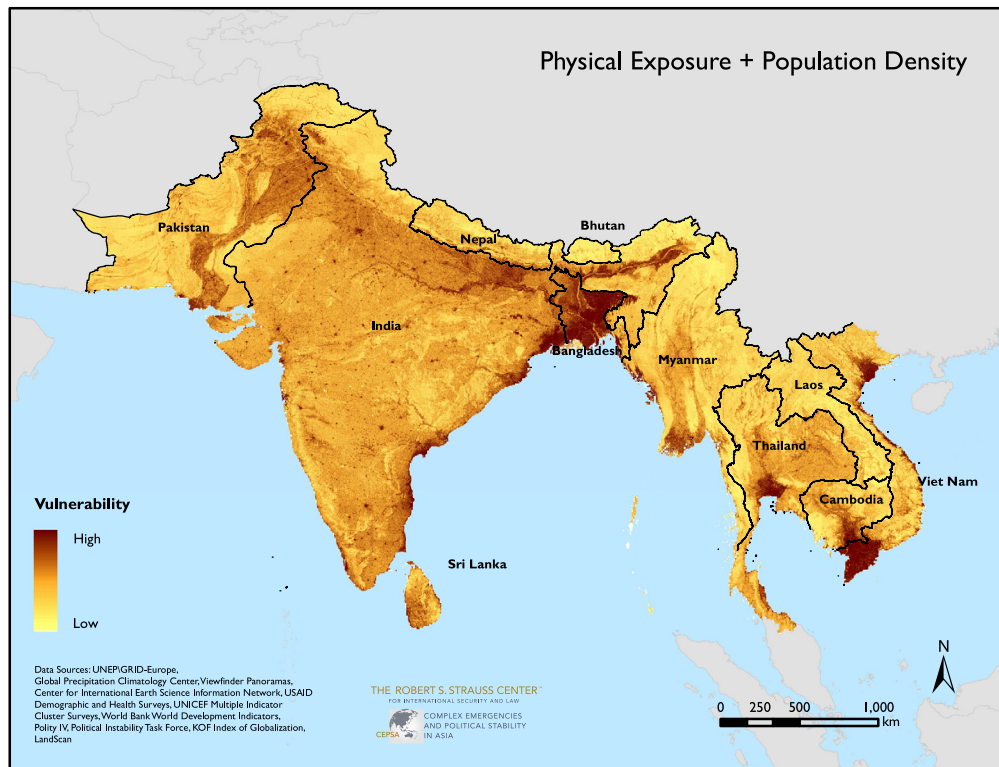 Physical Exposure + Population Density
Pakistan
Nepal
Bhutan
India
Bangladesh
Myanmar
Laos
Thailand
Viet Nam
Cambodia
Sri Lanka
Vulnerability
High
Low
Data Sources: UNEP\GRID-Europe,
Global Precipitation Climatology Center, Viewfinder Panoramas,
Center for International Earth Science Information Network, USAID
Demographic and Health Surveys, UNICEF Multiple Indicator
Cluster Surveys, World Bank World Development Indicators,
Polity IV, Political Instability Task Force, KOF Index of Globalization,
LandScan
THE ROBERT S. STRAUSS CENTER™
FOR INTERNATIONAL SECURITY AND LAW
CEPSA
COMPLEX EMERGENCIES
AND POLITICAL STABILITY
IN ASIA
N
0 250 500 1,000
km